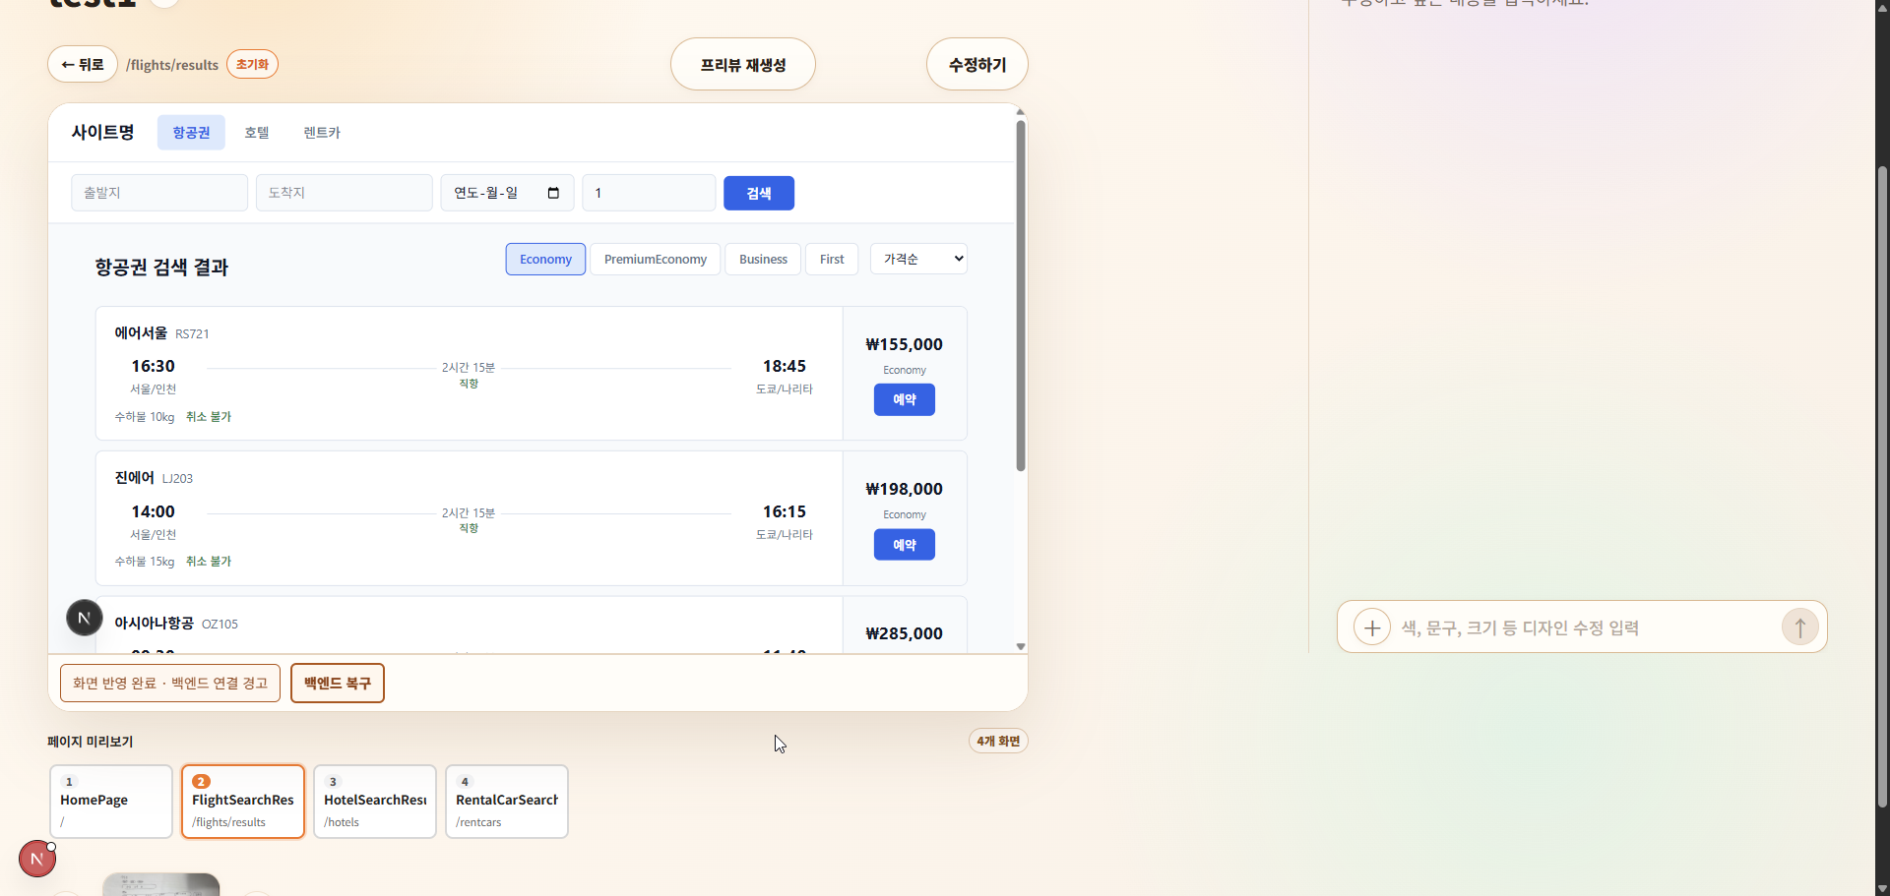 test1
← 뒤로 /flights/results 초기화 프리뷰 재생성 수정하기
사이트명 항공권 호텔 렌트카
출발지 도착지 연도-월-일 1 검색
항공권 검색 결과 Economy PremiumEconomy Business First 가격순
에어서울 RS721
16:30 2시간 15분 18:45 ₩155,000
서울/인천 직항 도쿄/나리타 Economy
수하물 10kg 취소 불가 예약
진에어 LJ203
14:00 2시간 15분 16:15 ₩198,000
서울/인천 직항 도쿄/나리타 Economy
수하물 15kg 취소 불가 예약
N 아시아나항공 OZ105 ₩285,000
화면 반영 완료 · 백엔드 연결 경고 백엔드 복구
페이지 미리보기 4개 화면
1 2 3 4
HomePage FlightSearchRes HotelSearchResu RentalCarSearch
/ /flights/results /hotels /rentcars
N
색, 문구, 크기 등 디자인 수정 입력